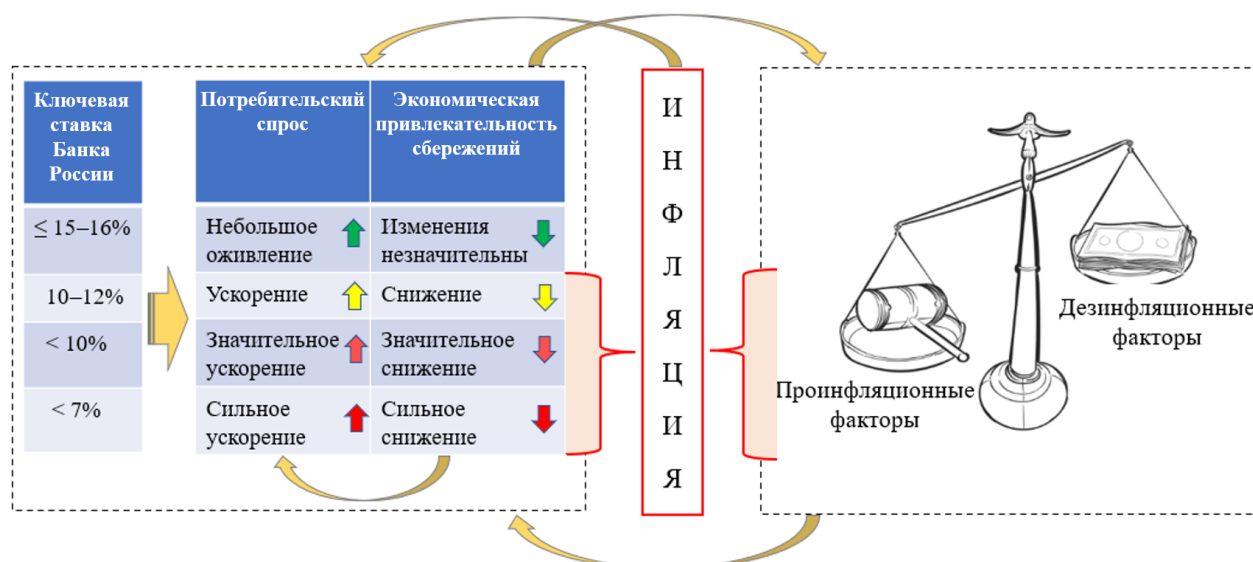 Ключевая
ставка
Банка
России
Потребительский
спрос
Экономическая
привлекательность
сбережений
≤ 15–16%
Небольшое
оживление
Изменения
незначительны
10–12%
Ускорение
Снижение
< 10%
Значительное
ускорение
Значительное
снижение
< 7%
Сильное
ускорение
Сильное
снижение
И
Н
Ф
Л
Я
Ц
И
Я
Дезинфляционные
факторы
Проинфляционные
факторы